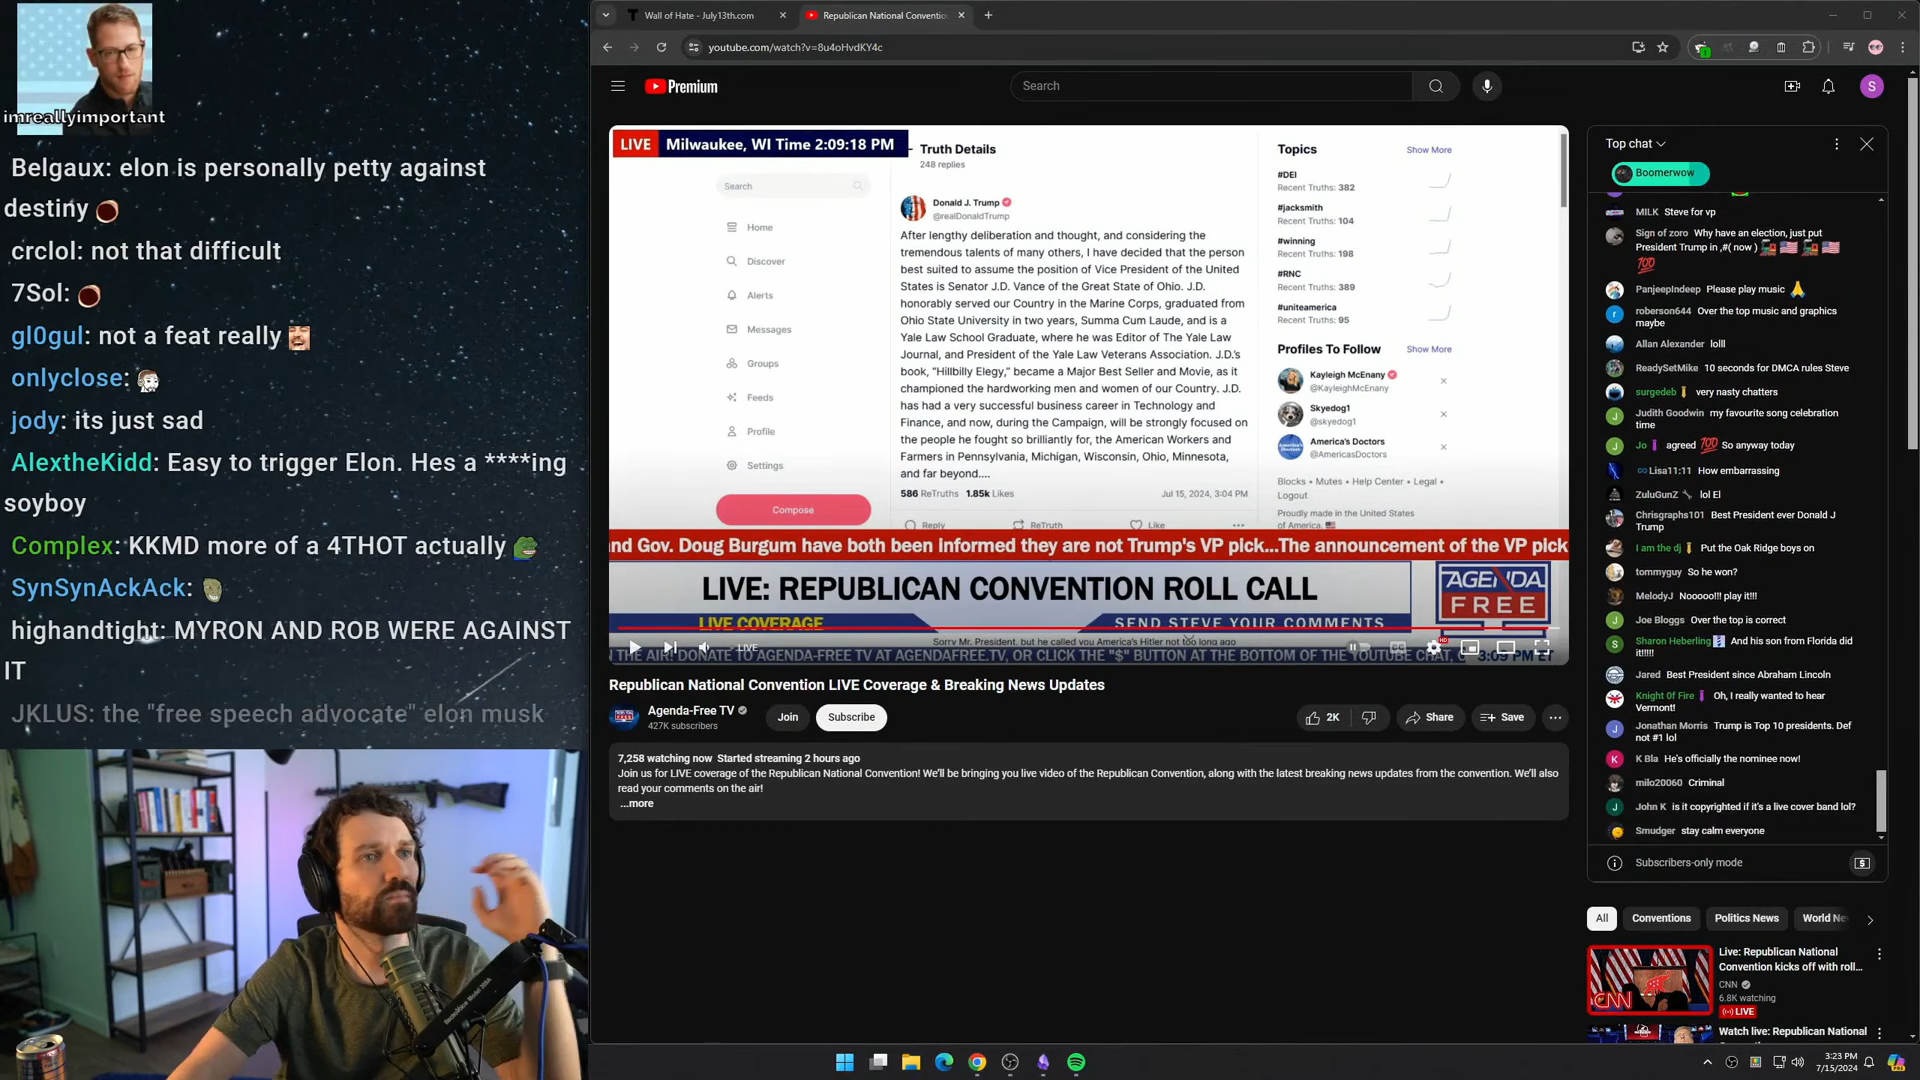 imreallyimportant
Belgaux: elon is personally petty against
destiny
crclol: not that difficult
7Sol:
gl0gul: not a feat really
onlyclose:
jody: its just sad
AlextheKidd: Easy to trigger Elon. Hes a ****ing
soyboy
Complex: KKMD more of a 4THOT actually
SynSynAckAck:
highandtight: MYRON AND ROB WERE AGAINST
IT
JKLUS: the "free speech advocate" elon musk
Wall of Hate - July13th.com
Republican National Conventio
youtube.com/watch?v=8u4oHvdKY4c
Premium
Search
S
LIVE Milwaukee, WI Time 2:09:18 PM
Search
Home
Discover
Alerts
Messages
Groups
Feeds
Profile
Settings
Compose
Truth Details
248 replies
Donald J. Trump
@realDonaldTrump
After lengthy deliberation and thought, and considering the
tremendous talents of many others, I have decided that the person
best suited to assume the position of Vice President of the United
States is Senator J.D. Vance of the Great State of Ohio. J.D.
honorably served our Country in the Marine Corps, graduated from
Ohio State University in two years, Summa Cum Laude, and is a
Yale Law School Graduate, where he was Editor of The Yale Law
Journal, and President of the Yale Law Veterans Association. J.D.'s
book, "Hillbilly Elegy," became a Major Best Seller and Movie, as it
championed the hardworking men and women of our Country. J.D.
has had a very successful business career in Technology and
Finance, and now, during the Campaign, will be strongly focused on
the people he fought so brilliantly for, the American Workers and
Farmers in Pennsylvania, Michigan, Wisconsin, Ohio, Minnesota,
and far beyond....
586 ReTruths 1.85k Likes Jul 15, 2024, 3:04 PM
Reply ReTruth Like
Topics Show More
#DEI
Recent Truths: 382
#jacksmith
Recent Truths: 104
#winning
Recent Truths: 198
#RNC
Recent Truths: 389
#uniteamerica
Recent Truths: 95
Profiles To Follow Show More
Kayleigh McEnany
@KayleighMcEnany
Skyedog1
@skyedog1
America's Doctors
@AmericasDoctors
Blocks • Mutes • Help Center • Legal •
Logout
Proudly made in the United States
of America.
nd Gov. Doug Burgum have both been informed they are not Trump's VP pick...The announcement of the VP pick
LIVE: REPUBLICAN CONVENTION ROLL CALL
AGENDA
FREE
LIVE COVERAGE
SEND STEVE YOUR COMMENTS
Sorry Mr. President, but he called you America's Hitler not too long ago
LIVE
THE AIR! DONATE TO AGENDA-FREE TV AT AGENDAFREE.TV, OR CLICK THE "$" BUTTON AT THE BOTTOM OF THE YOUTUBE CHAT,
3:09 PM ET
Republican National Convention LIVE Coverage & Breaking News Updates
Agenda-Free TV
427K subscribers
Join
Subscribe
2K
Share
Save
7,258 watching now Started streaming 2 hours ago
Join us for LIVE coverage of the Republican National Convention! We'll be bringing you live video of the Republican Convention, along with the latest breaking news updates from the convention. We'll also
read your comments on the air!
...more
Top chat
Boomerwow
MILK Steve for vp
Sign of zoro Why have an election, just put
President Trump in ,#( now )
PanjeepIndeep Please play music
roberson644 Over the top music and graphics
maybe
Allan Alexander lolll
ReadySetMike 10 seconds for DMCA rules Steve
surgedeb very nasty chatters
Judith Goodwin my favourite song celebration
time
Jo agreed 💯 So anyway today
Lisa11:11 How embarrassing
ZuluGunZ lol El
Chrisgraphs101 Best President ever Donald J
Trump
I am the dj Put the Oak Ridge boys on
tommyguy So he won?
MelodyJ Nooooo!!! play it!!!
Joe Bloggs Over the top is correct
Sharon Heberling And his son from Florida did
it!!!!!
Jared Best President since Abraham Lincoln
Knight 0f Fire Oh, I really wanted to hear
Vermont!
Jonathan Morris Trump is Top 10 presidents. Def
not #1 lol
K Bla He's officially the nominee now!
milo20060 Criminal
John K is it copyrighted if it's a live cover band lol?
Smudger stay calm everyone
Subscribers-only mode
All
Conventions
Politics News
World Ne
Live: Republican National
Convention kicks off with roll...
CNN
6.8K watching
LIVE
CNN
Watch live: Republican National
3:23 PM
7/15/2024